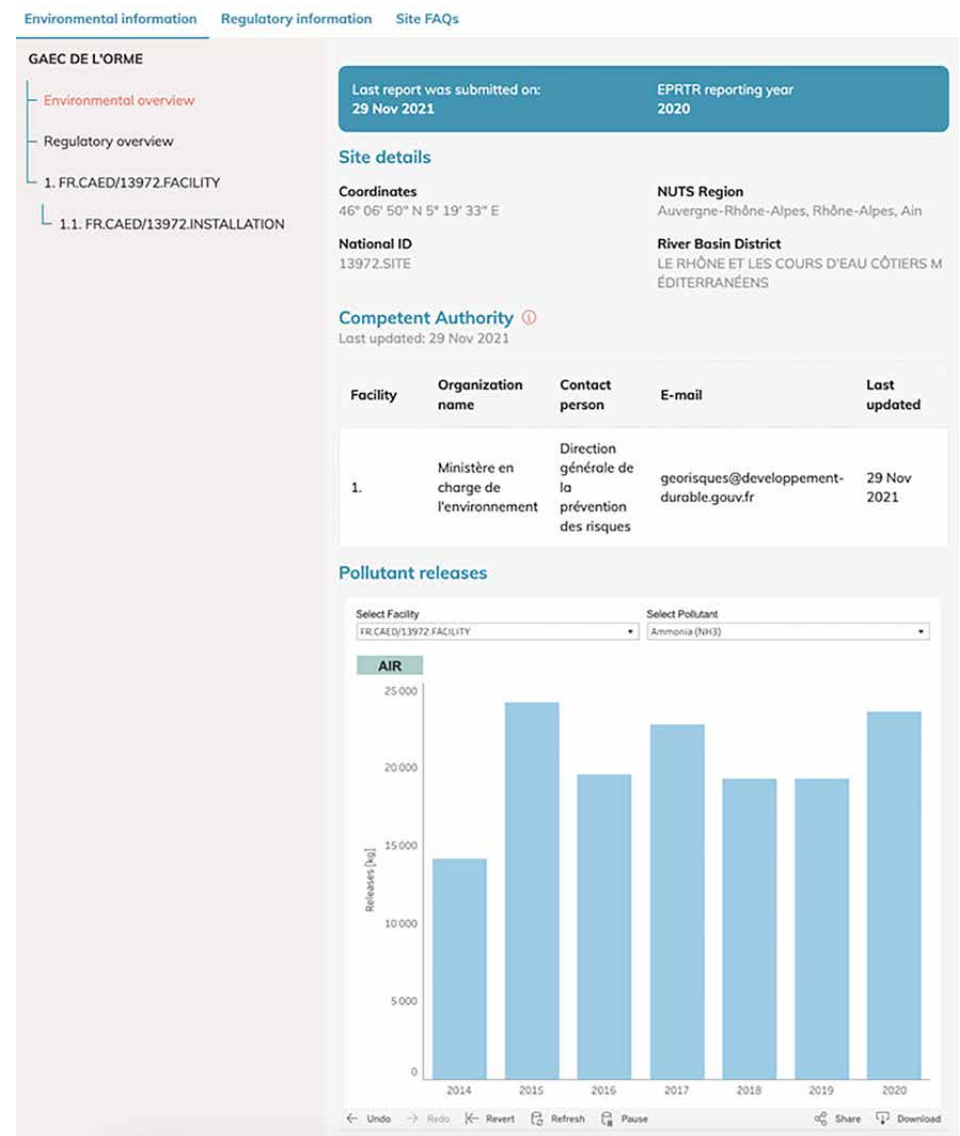 Environmental information Regulatory information Site FAQs
GAEC DE L'ORME
Environmental overview
Regulatory overview
1. FR.CAED/13972.FACILITY
1.1. FR.CAED/13972.INSTALLATION
Last report was submitted on:
29 Nov 2021
EPRTR reporting year
2020
Site details
Coordinates
46° 06' 50" N 5° 19' 33" E
NUTS Region
Auvergne-Rhône-Alpes, Rhône-Alpes, Ain
National ID
13972.SITE
River Basin District
LE RHÔNE ET LES COURS D'EAU CÔTIERS M
ÉDITERRANÉENS
Competent Authority
Last updated: 29 Nov 2021
Facility
Organization
name
Contact
person
E-mail
Last
updated
1.
Ministère en
charge de
l'environnement
Direction
générale de
la
prévention
des risques
georisques@developpement-
durable.gouv.fr
29 Nov
2021
Pollutant releases
Select Facility
FR.CAED/13972.FACILITY
Select Pollutant
Ammonia (NH3)
AIR
25 000
20 000
15 000
10 000
5 000
0
Releases [kg]
2014 2015 2016 2017 2018 2019 2020
Undo Redo Revert Refresh Pause Share Download